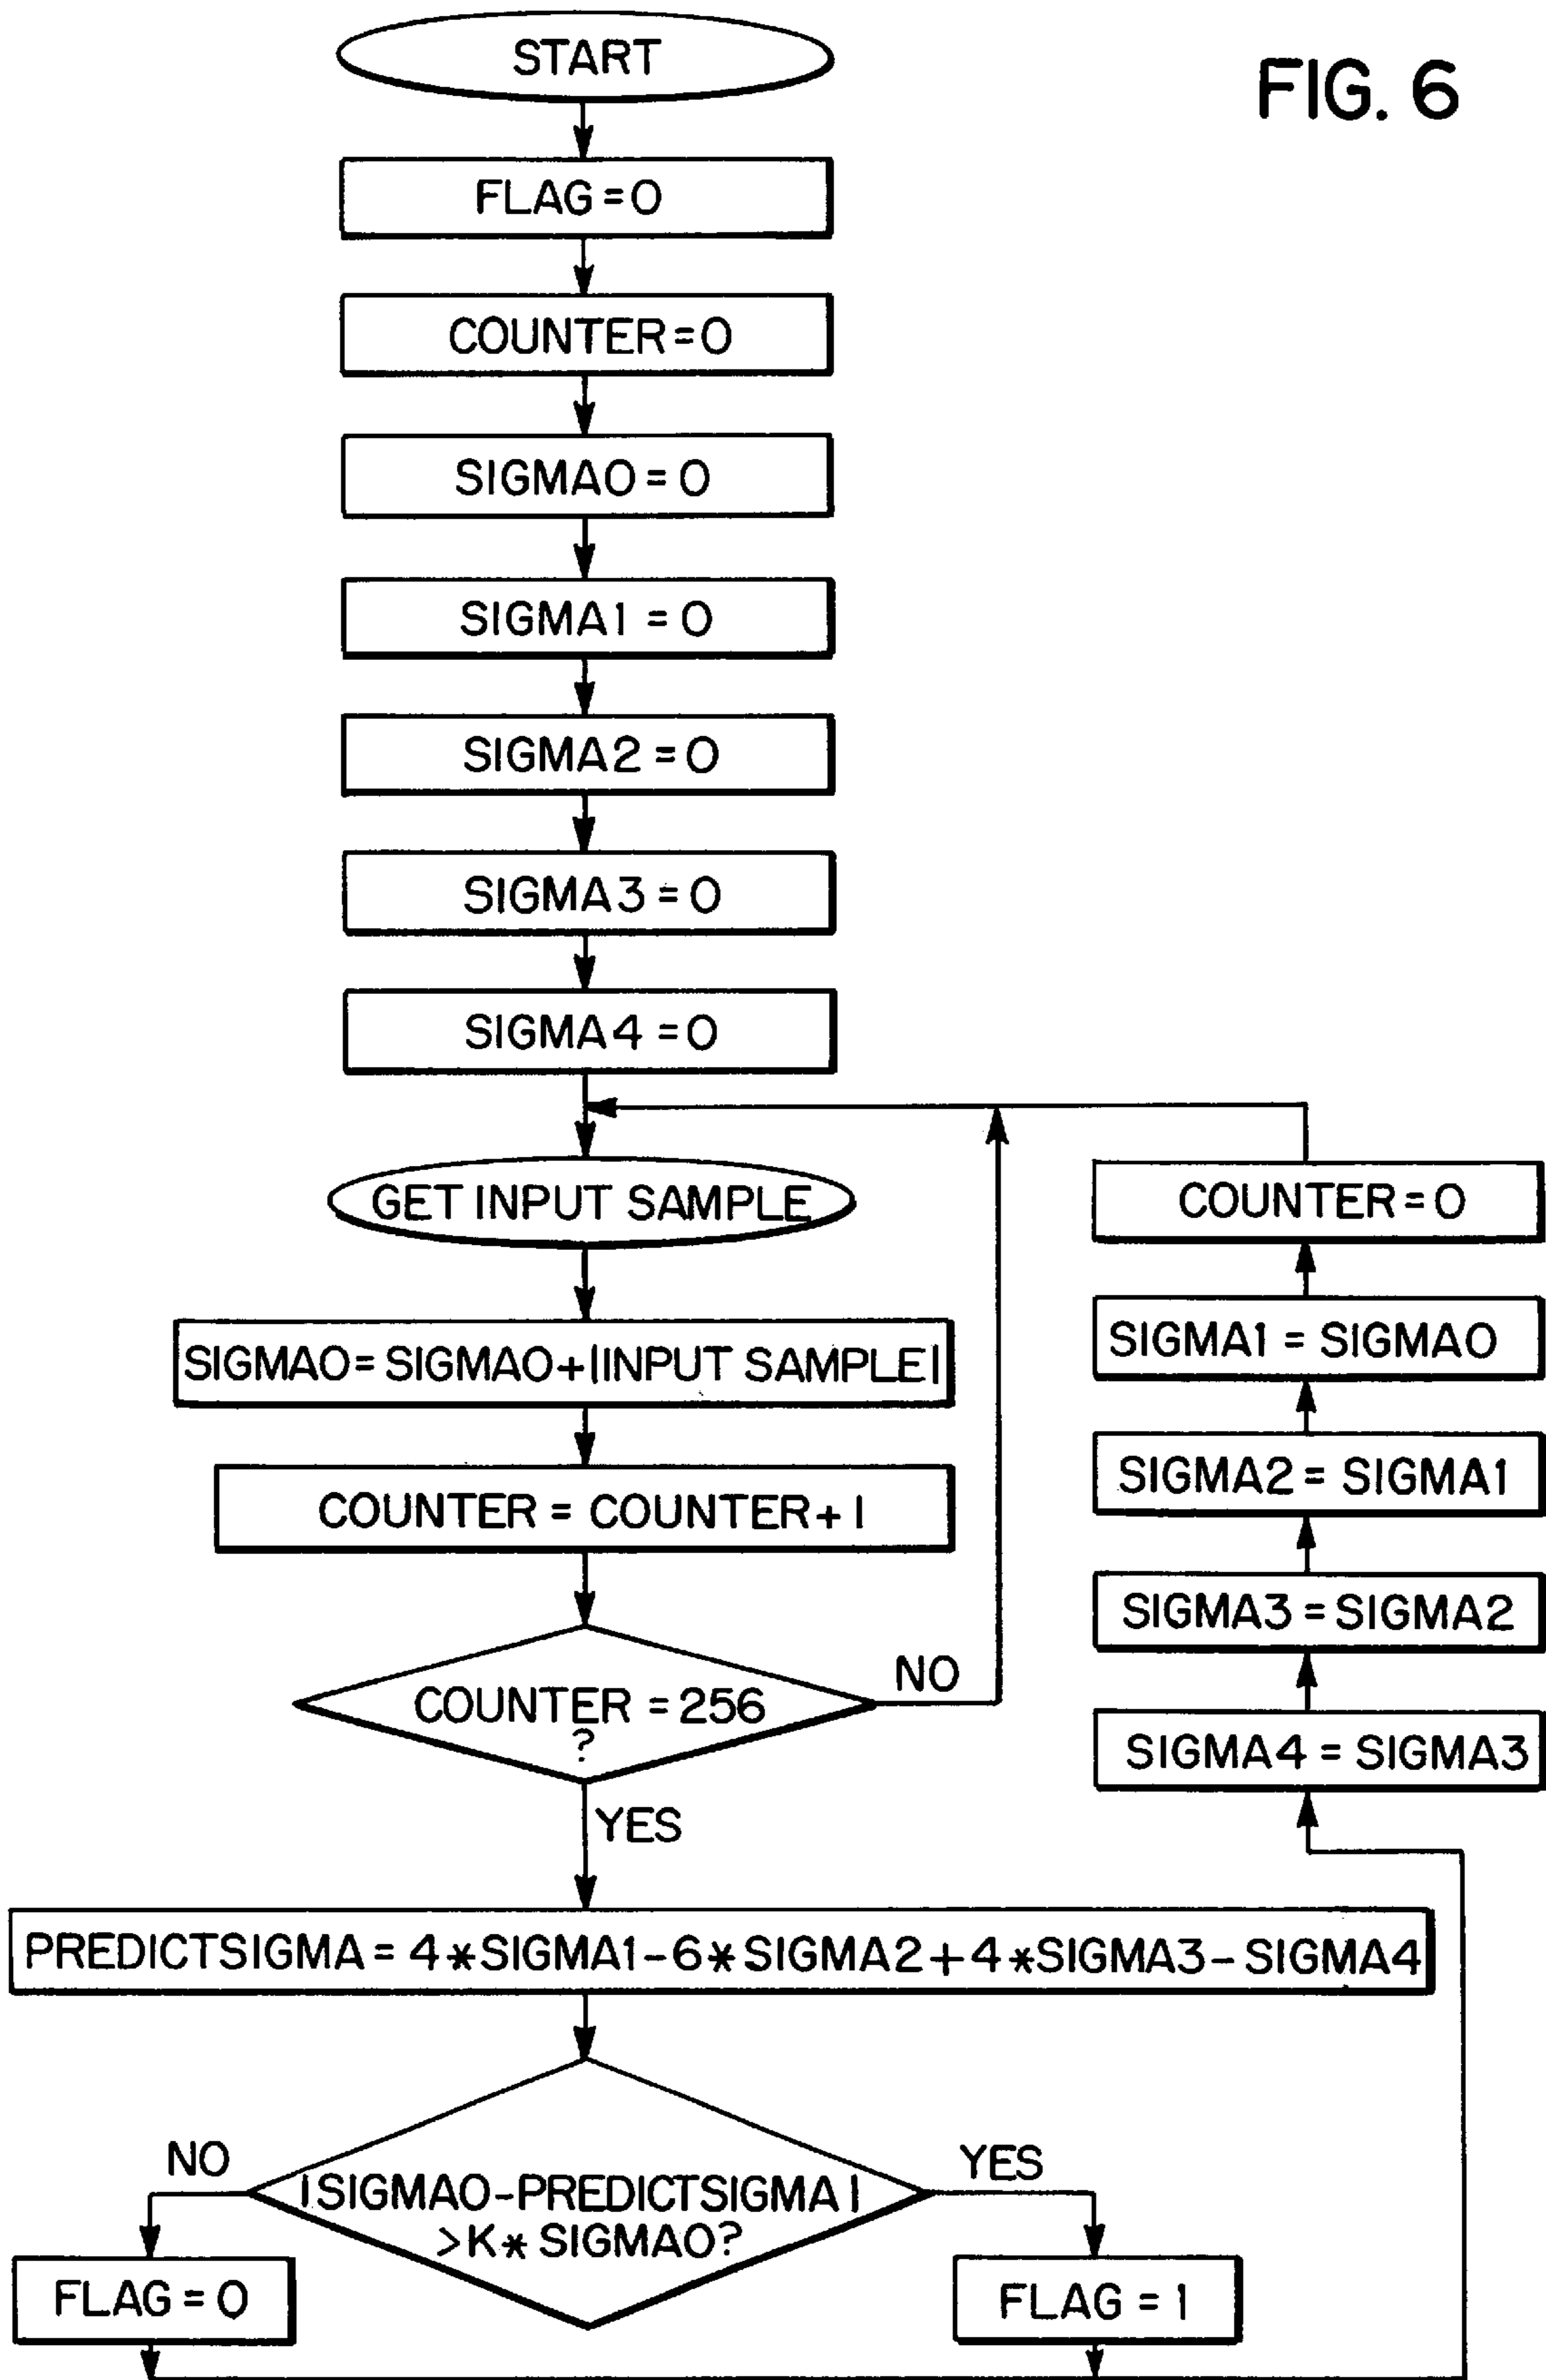 FIG. 6
START
FLAG = 0
COUNTER = 0
SIGMA0 = 0
SIGMA1 = 0
SIGMA2 = 0
SIGMA3 = 0
SIGMA4 = 0
GET INPUT SAMPLE
SIGMA0 = SIGMA0 + |INPUT SAMPLE|
COUNTER = COUNTER + 1
COUNTER = 256
?
NO
YES
PREDICTSIGMA = 4 * SIGMA1 - 6 * SIGMA2 + 4 * SIGMA3 - SIGMA4
|SIGMA0 - PREDICTSIGMA|
> K * SIGMA0?
NO
YES
FLAG = 0
FLAG = 1
SIGMA4 = SIGMA3
SIGMA3 = SIGMA2
SIGMA2 = SIGMA1
SIGMA1 = SIGMA0
COUNTER = 0